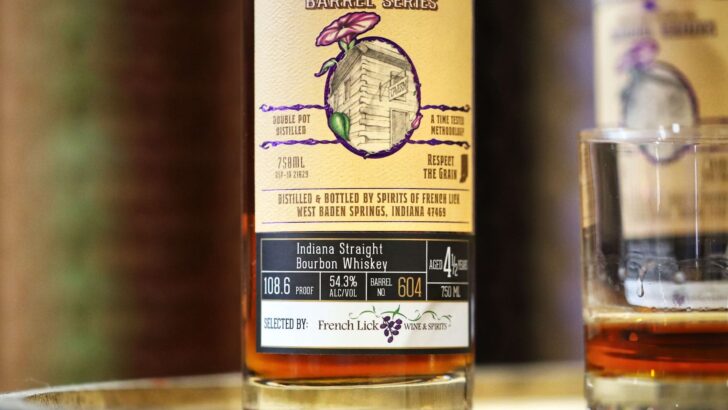 BARREL SERIES
DOUBLE POT
DISTILLED
A TIME TESTED
METHODOLOGY
750ML
DSP-IN 21029
RESPECT
THE GRAIN
DISTILLED & BOTTLED BY SPIRITS OF FRENCH LICK
WEST BADEN SPRINGS, INDIANA 47469
Indiana Straight
Bourbon Whiskey
AGED 4½ YEARS
108.6 PROOF
54.3%
ALC/VOL
BARREL
NO. 604
750 ML
SELECTED BY: French Lick WINE & SPIRITS